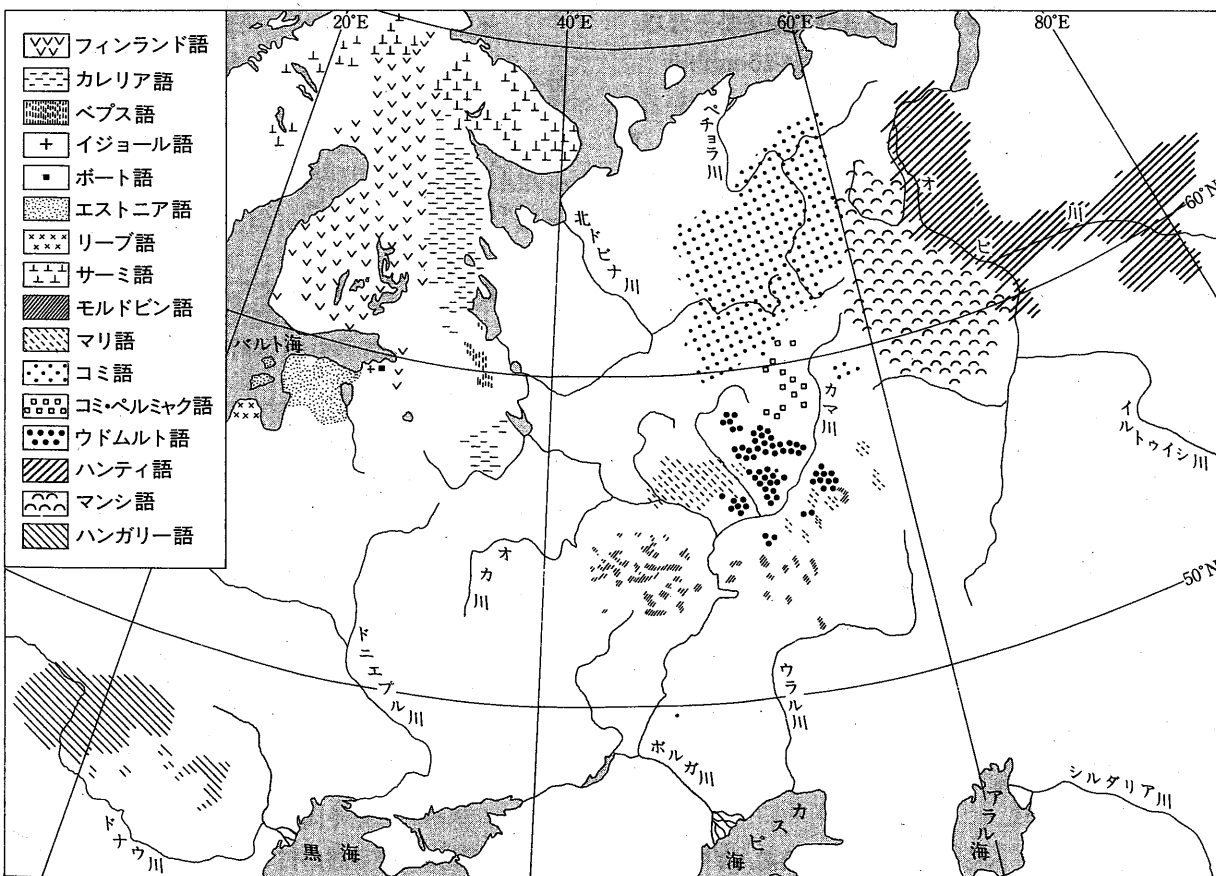 フィンランド語
カレリア語
ベプス語
イジョール語
ボート語
エストニア語
リーブ語
サーミ語
モルドビン語
マリ語
コミ語
コミ・ペルミャク語
ウドムルト語
ハンティ語
マンシ語
ハンガリー語
20°E
40°E
60°E
80°E
60°N
50°N
ペチョラ川
オビ川
北ドビナ川
バルト海
カマ川
イルトゥイシ川
オカ川
ドニエプル川
ウラル川
ボルガ川
シルダリア川
ドナウ川
黒海
カスピ海
アラル海